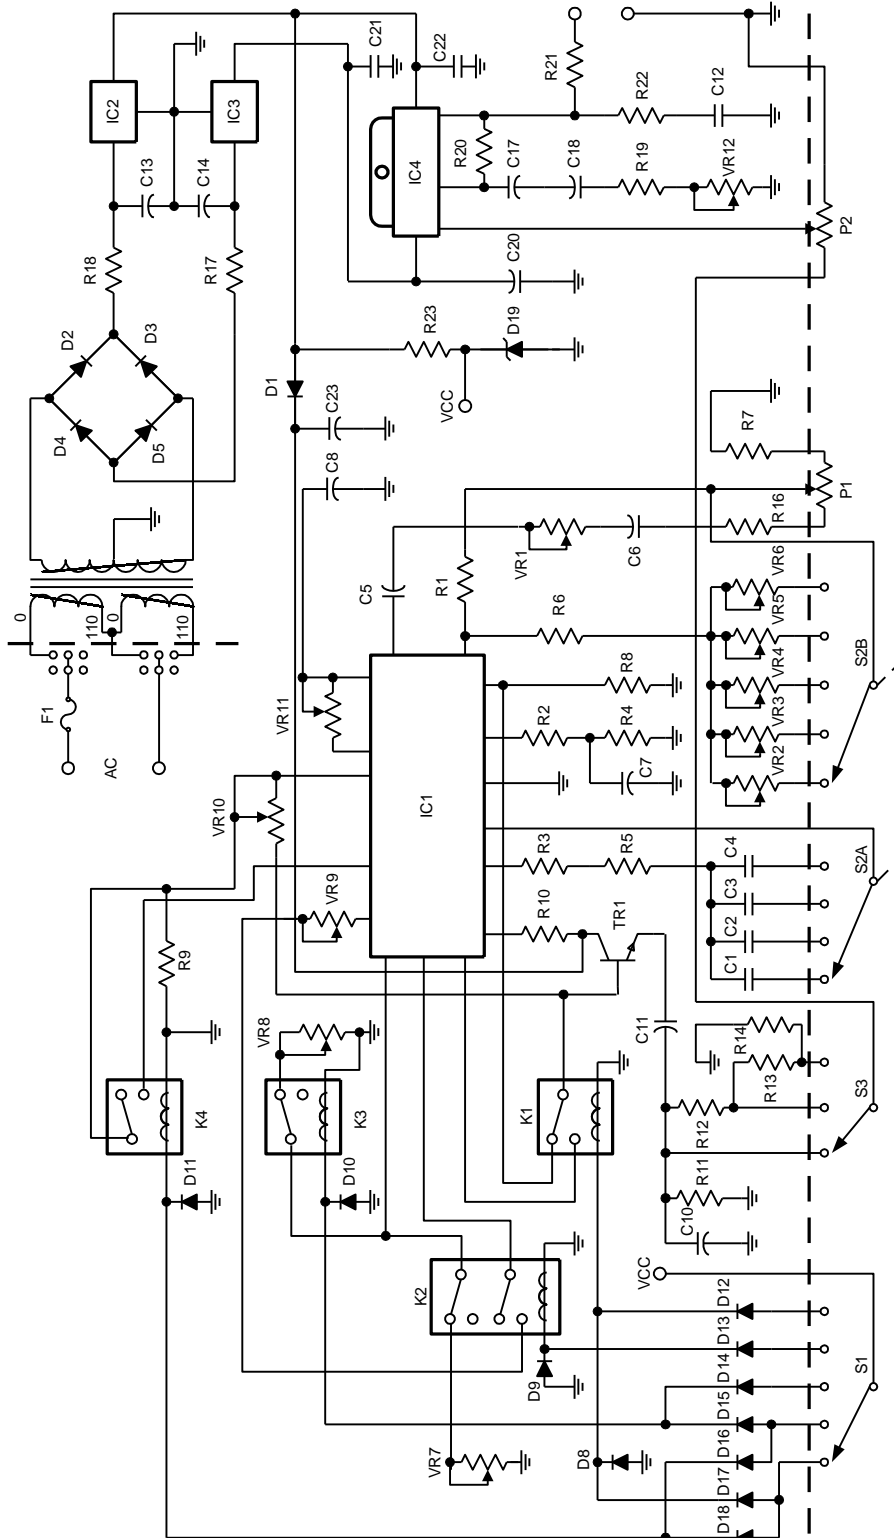 IC2
IC3
C13
C14
R18
R17
D2
D3
D4
D5
0
110
0
110
F1
AC
C21
C22
IC4
R20
C17
C18
R19
VR12
R21
R22
C12
P2
C20
R23
D19
VCC
D1
C23
C8
C5
R1
VR1
C6
R16
R7
P1
R6
VR6
VR5
VR4
VR3
VR2
S2B
VR11
VR10
VR9
IC1
R8
R2
R4
C7
R3
R5
R10
TR1
C4
C3
C2
C1
S2A
R9
K4
D11
VR8
K3
D10
K1
C11
R14
R13
R12
R11
C10
S3
K2
D9
VR7
D8
VCC
D12
D13
D14
D15
D16
D17
D18
S1